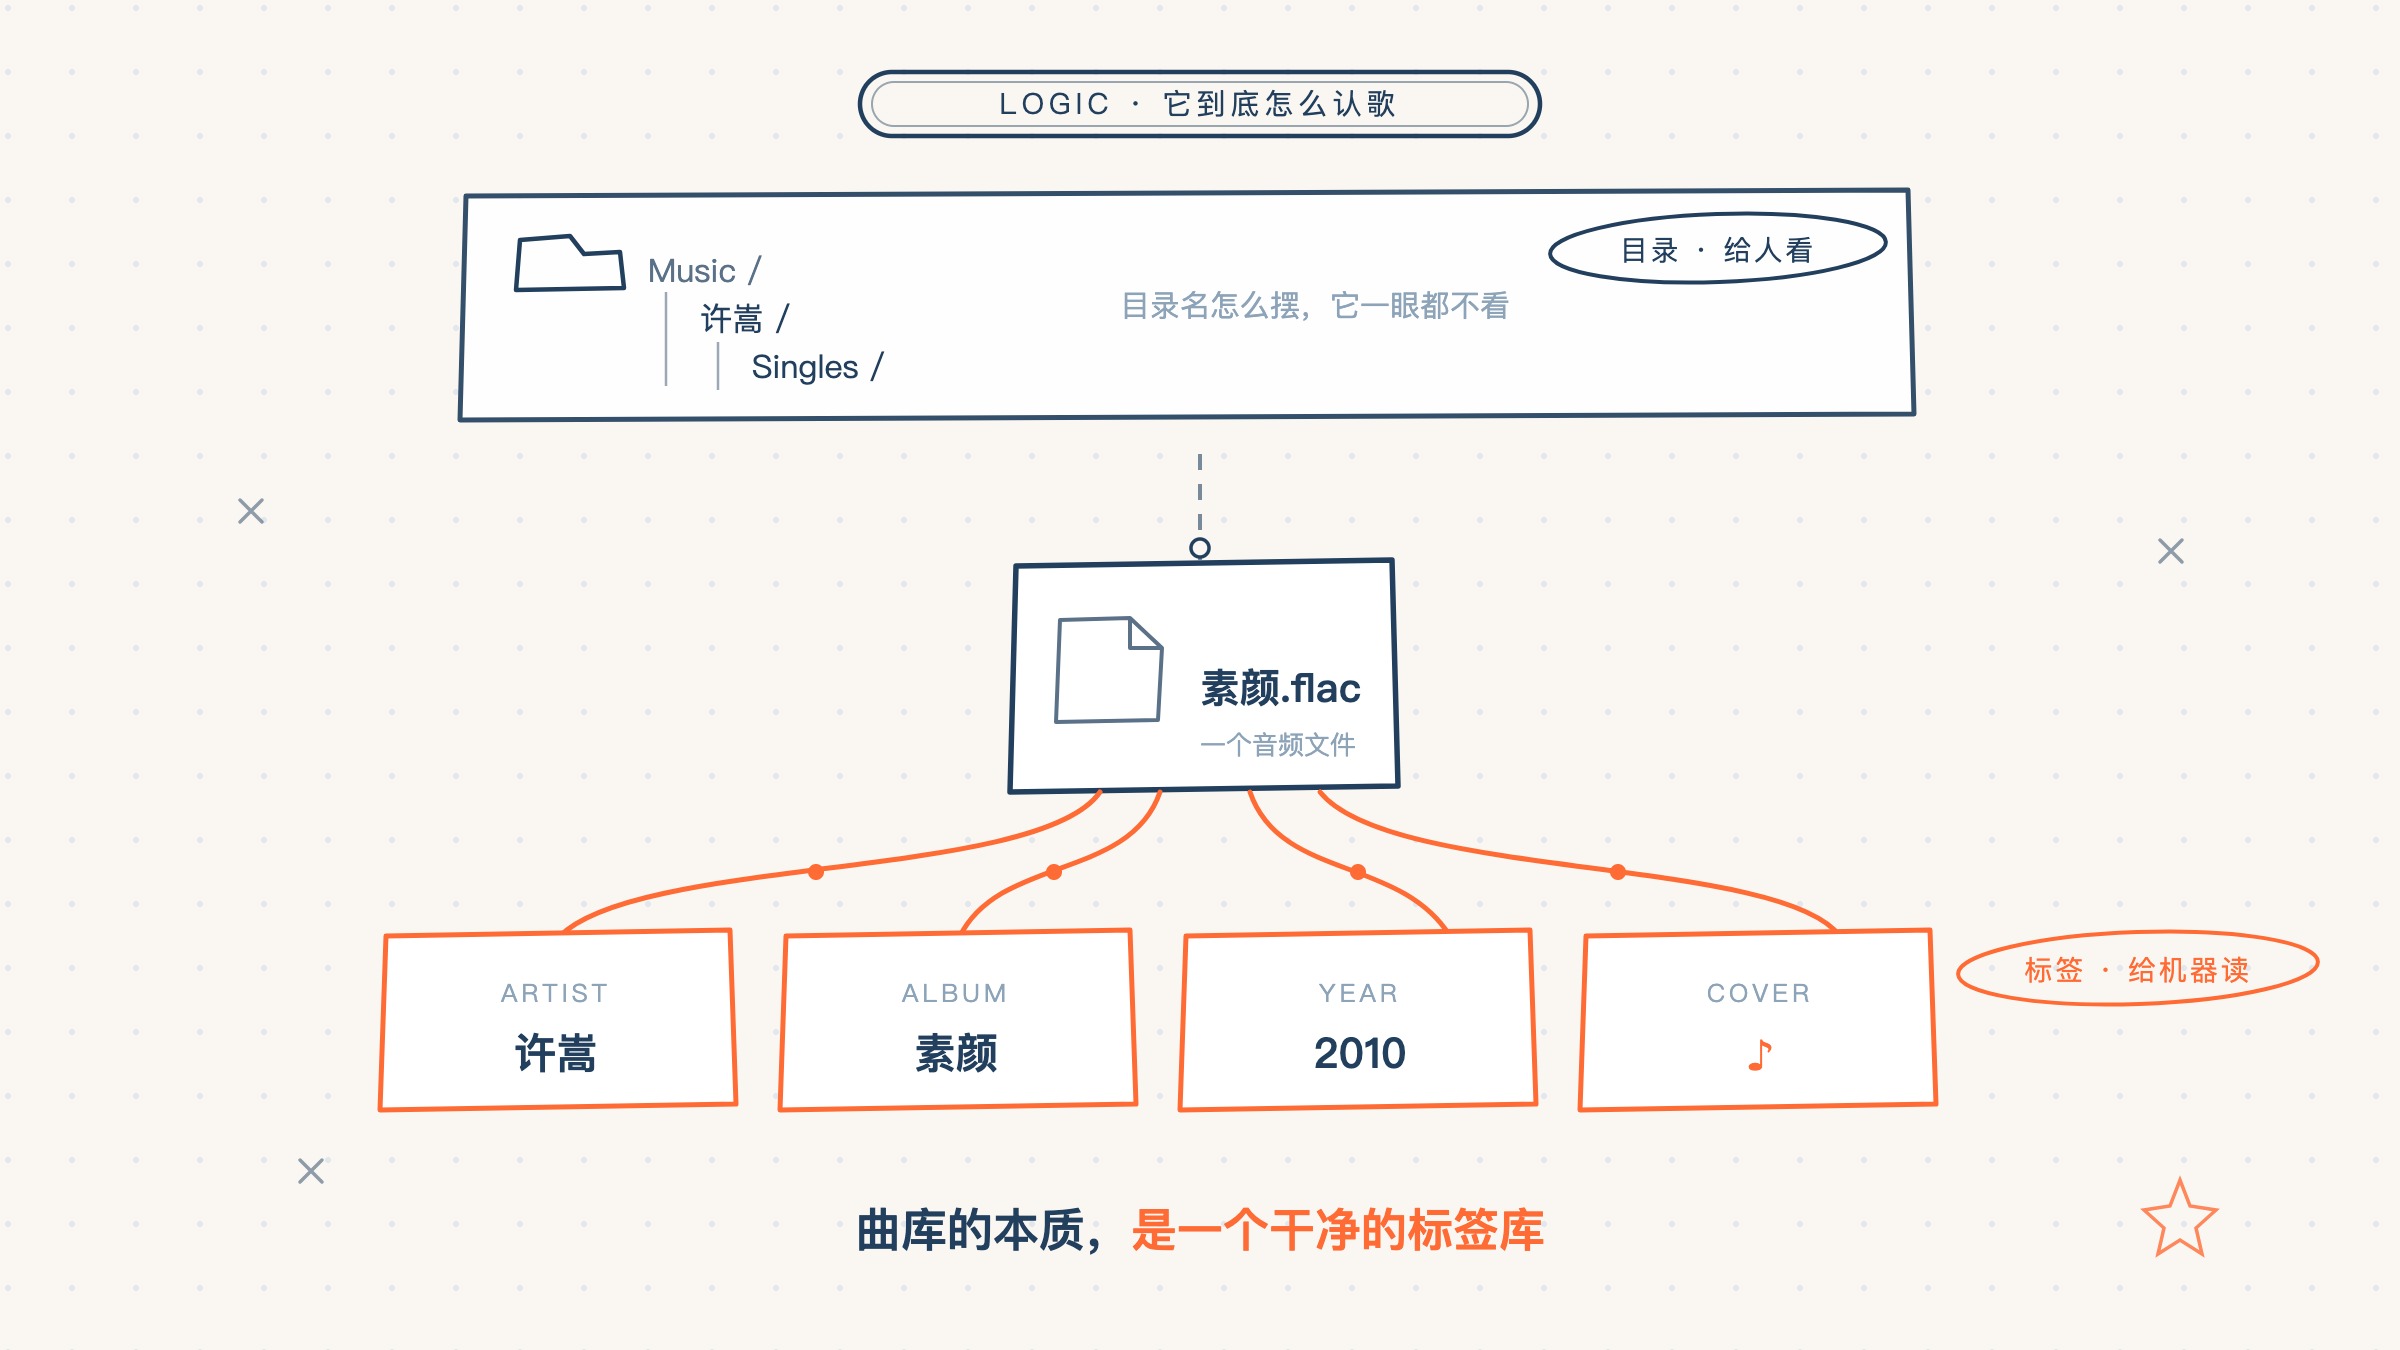 LOGIC · 它到底怎么认歌
目录 · 给人看
Music /
许嵩 /
Singles /
目录名怎么摆，它一眼都不看
素颜.flac
一个音频文件
ARTIST
许嵩
ALBUM
素颜
YEAR
2010
COVER
♪
标签 · 给机器读
曲库的本质，是一个干净的标签库